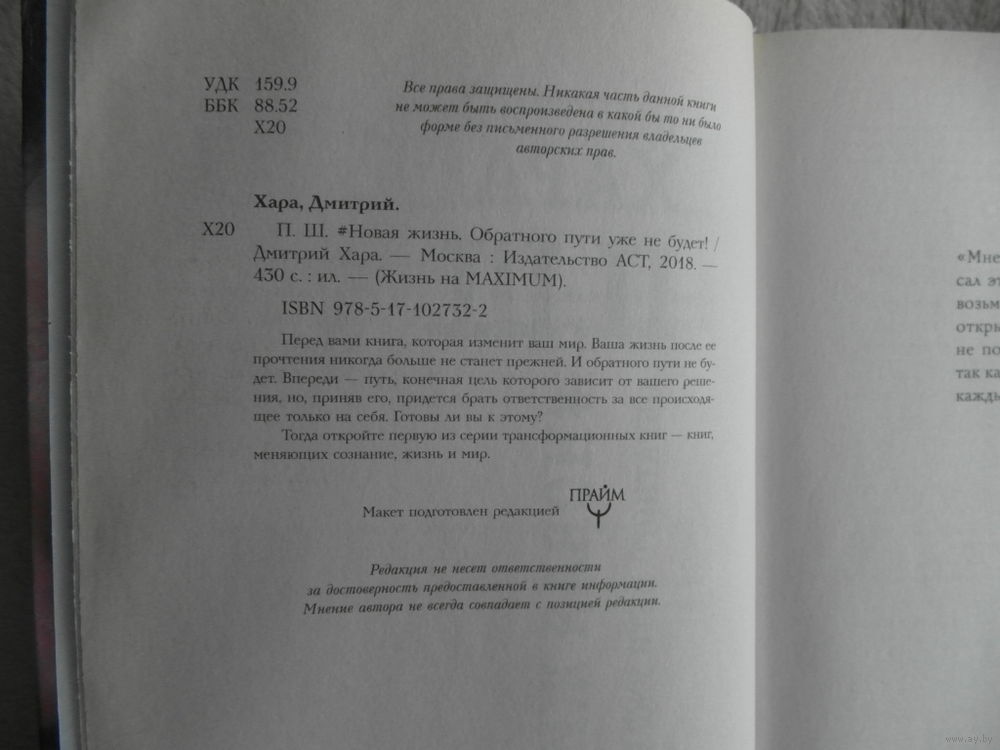 УДК 159.9
ББК 88.52
Х20
Все права защищены. Никакая часть данной книги
не может быть воспроизведена в какой бы то ни было
форме без письменного разрешения владельцев
авторских прав.
Хара, Дмитрий.
Х20 П. Ш. #Новая жизнь. Обратного пути уже не будет! /
Дмитрий Хара. — Москва : Издательство АСТ, 2018. —
430 с. : ил. — (Жизнь на MAXIMUM).
ISBN 978-5-17-102732-2
Перед вами книга, которая изменит ваш мир. Ваша жизнь после ее
прочтения никогда больше не станет прежней. И обратного пути не бу-
дет. Впереди — путь, конечная цель которого зависит от вашего реше-
ния, но, приняв его, придется брать ответственность за все происходя-
щее только на себя. Готовы ли вы к этому?
Тогда откройте первую из серии трансформационных книг — книг,
меняющих сознание, жизнь и мир.
Макет подготовлен редакцией ПРАЙМ
Редакция не несет ответственности
за достоверность предоставленной в книге информации.
Мнение автора не всегда совпадает с позицией редакции.
«Мне
сал эт
возьм
откры
не по
так ка
кажды
www.ay.by